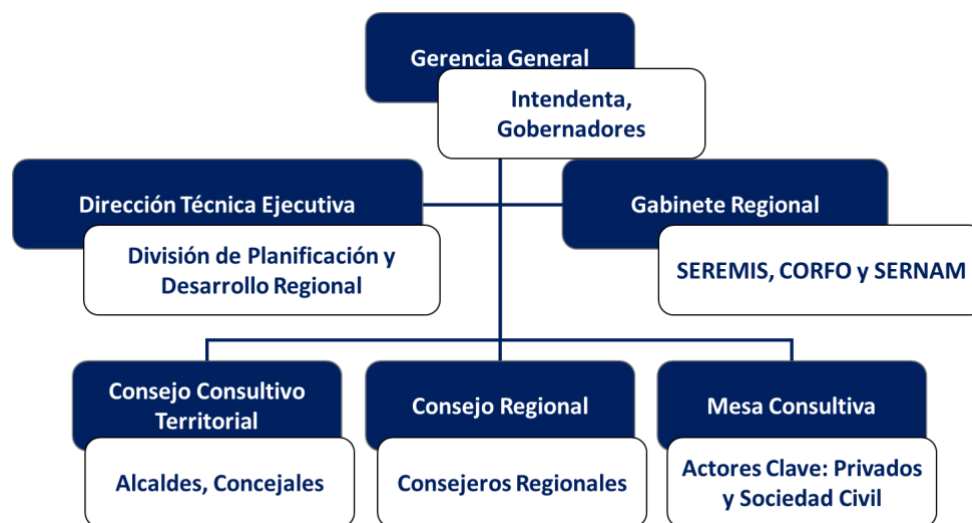 Gerencia General
Intendenta,
Gobernadores
Dirección Técnica Ejecutiva
División de Planificación y
Desarrollo Regional
Gabinete Regional
SEREMIS, CORFO y SERNAM
Consejo Consultivo
Territorial
Alcaldes, Concejales
Consejo Regional
Consejeros Regionales
Mesa Consultiva
Actores Clave: Privados
y Sociedad Civil